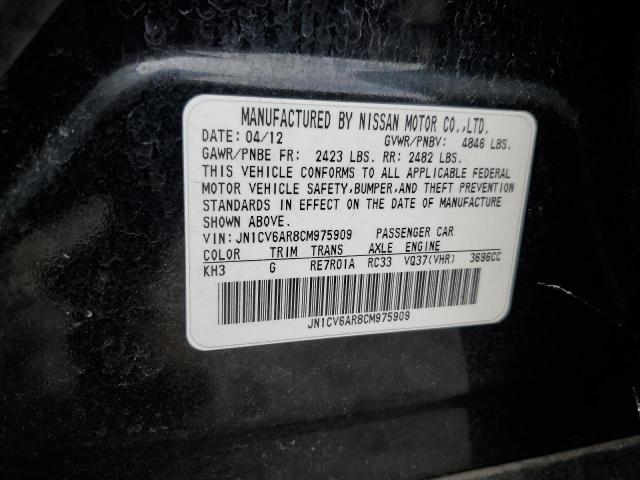 MANUFACTURED BY NISSAN MOTOR CO.,LTD.
DATE: 04/12 GVWR/PNBV: 4846 LBS.
GAWR/PNBE FR: 2423 LBS. RR: 2482 LBS.
THIS VEHICLE CONFORMS TO ALL APPLICABLE FEDERAL
MOTOR VEHICLE SAFETY,BUMPER,AND THEFT PREVENTION
STANDARDS IN EFFECT ON THE DATE OF MANUFACTURE
SHOWN ABOVE.
VIN: JN1CV6AR8CM975909 PASSENGER CAR
COLOR TRIM TRANS AXLE ENGINE
KH3 G RE7R01A RC33 VQ37(VHR) 3696CC
JN1CV6AR8CM975909